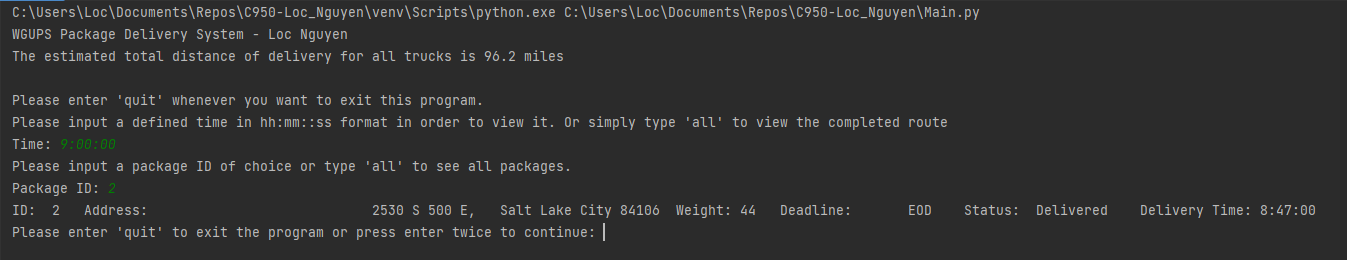 C:\Users\Loc\Documents\Repos\C950-Loc_Nguyen\venv\Scripts\python.exe C:\Users\Loc\Documents\Repos\C950-Loc_Nguyen\Main.py
WGUPS Package Delivery System - Loc Nguyen
The estimated total distance of delivery for all trucks is 96.2 miles
Please enter 'quit' whenever you want to exit this program.
Please input a defined time in hh:mm::ss format in order to view it. Or simply type 'all' to view the completed route
Time: 9:00:00
Please input a package ID of choice or type 'all' to see all packages.
Package ID: 2
ID:  2   Address:                            2530 S 500 E,   Salt Lake City 84106  Weight: 44   Deadline:       EOD    Status:  Delivered    Delivery Time: 8:47:00
Please enter 'quit' to exit the program or press enter twice to continue: